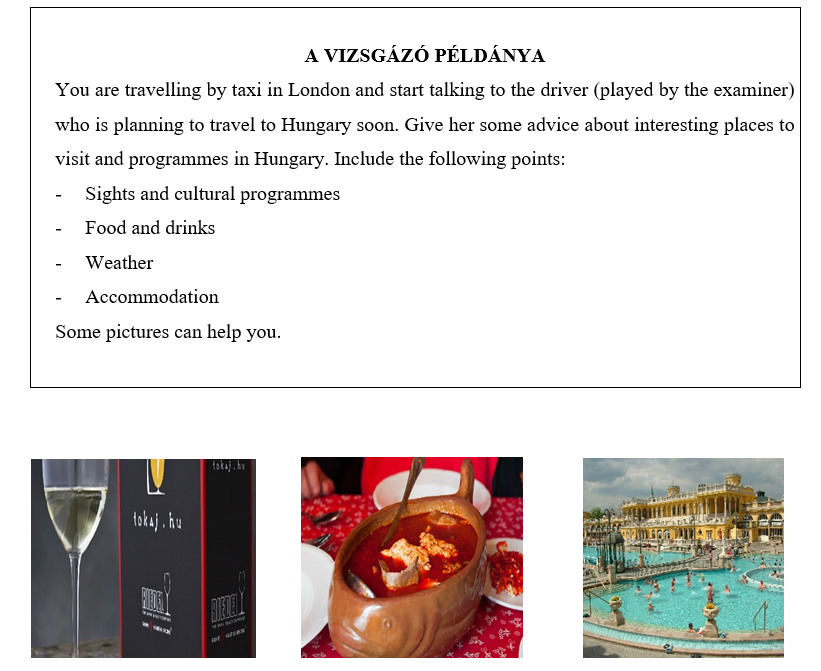 A VIZSGÁZÓ PÉLDÁNYA
You are travelling by taxi in London and start talking to the driver (played by the examiner)
who is planning to travel to Hungary soon. Give her some advice about interesting places to
visit and programmes in Hungary. Include the following points:
- Sights and cultural programmes
- Food and drinks
- Weather
- Accommodation
Some pictures can help you.
tokaj.hu
tokaj.hu
RIEDEL
RIEDEL